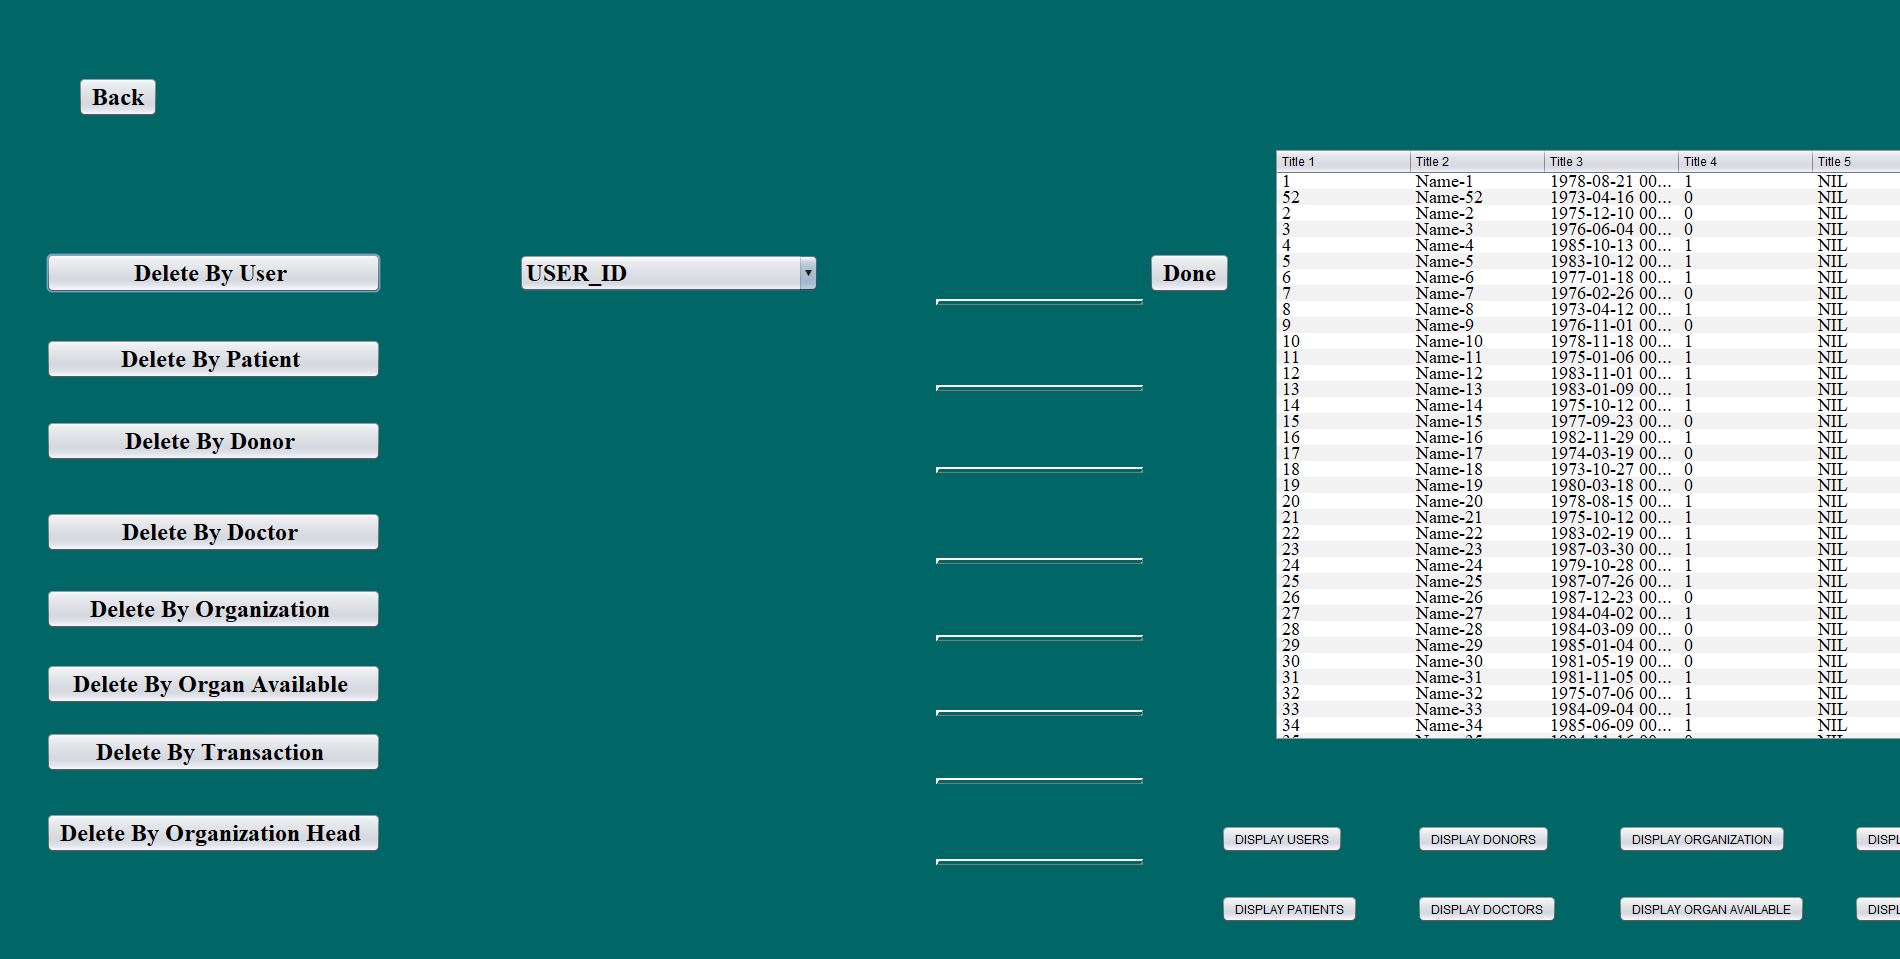 Back
Delete By User
USER_ID
Done
Delete By Patient
Delete By Donor
Delete By Doctor
Delete By Organization
Delete By Organ Available
Delete By Transaction
Delete By Organization Head
Title 1 Title 2 Title 3 Title 4 Title 5
1 Name-1 1978-08-21 00... 1 NIL
52 Name-52 1973-04-16 00... 0 NIL
2 Name-2 1975-12-10 00... 0 NIL
3 Name-3 1976-06-04 00... 0 NIL
4 Name-4 1985-10-13 00... 1 NIL
5 Name-5 1983-10-12 00... 1 NIL
6 Name-6 1977-01-18 00... 1 NIL
7 Name-7 1976-02-26 00... 0 NIL
8 Name-8 1973-04-12 00... 1 NIL
9 Name-9 1976-11-01 00... 0 NIL
10 Name-10 1978-11-18 00... 1 NIL
11 Name-11 1975-01-06 00... 1 NIL
12 Name-12 1983-11-01 00... 1 NIL
13 Name-13 1983-01-09 00... 1 NIL
14 Name-14 1975-10-12 00... 1 NIL
15 Name-15 1977-09-23 00... 0 NIL
16 Name-16 1982-11-29 00... 1 NIL
17 Name-17 1974-03-19 00... 0 NIL
18 Name-18 1973-10-27 00... 0 NIL
19 Name-19 1980-03-18 00... 0 NIL
20 Name-20 1978-08-15 00... 1 NIL
21 Name-21 1975-10-12 00... 1 NIL
22 Name-22 1983-02-19 00... 1 NIL
23 Name-23 1987-03-30 00... 1 NIL
24 Name-24 1979-10-28 00... 1 NIL
25 Name-25 1987-07-26 00... 1 NIL
26 Name-26 1987-12-23 00... 0 NIL
27 Name-27 1984-04-02 00... 1 NIL
28 Name-28 1984-03-09 00... 0 NIL
29 Name-29 1985-01-04 00... 0 NIL
30 Name-30 1981-05-19 00... 0 NIL
31 Name-31 1981-11-05 00... 1 NIL
32 Name-32 1975-07-06 00... 1 NIL
33 Name-33 1984-09-04 00... 1 NIL
34 Name-34 1985-06-09 00... 1 NIL
DISPLAY USERS DISPLAY DONORS DISPLAY ORGANIZATION DISPL
DISPLAY PATIENTS DISPLAY DOCTORS DISPLAY ORGAN AVAILABLE DISPL